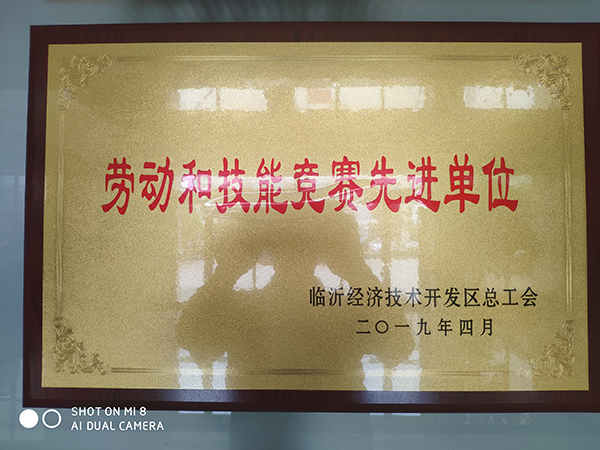 劳动和技能竞赛先进单位
临沂经济技术开发区总工会
二〇一九年四月
SHOT ON MI 8
AI DUAL CAMERA